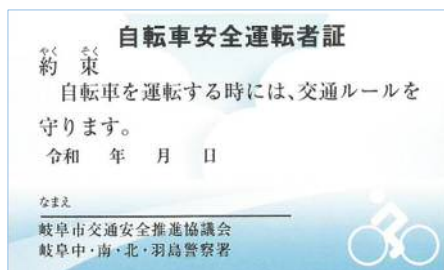 自転車安全運転者証
やく そく
約 束
自転車を運転する時には、交通ルールを
守ります。
令和 年 月 日
なまえ
岐阜市交通安全推進協議会
岐阜中・南・北・羽島警察署